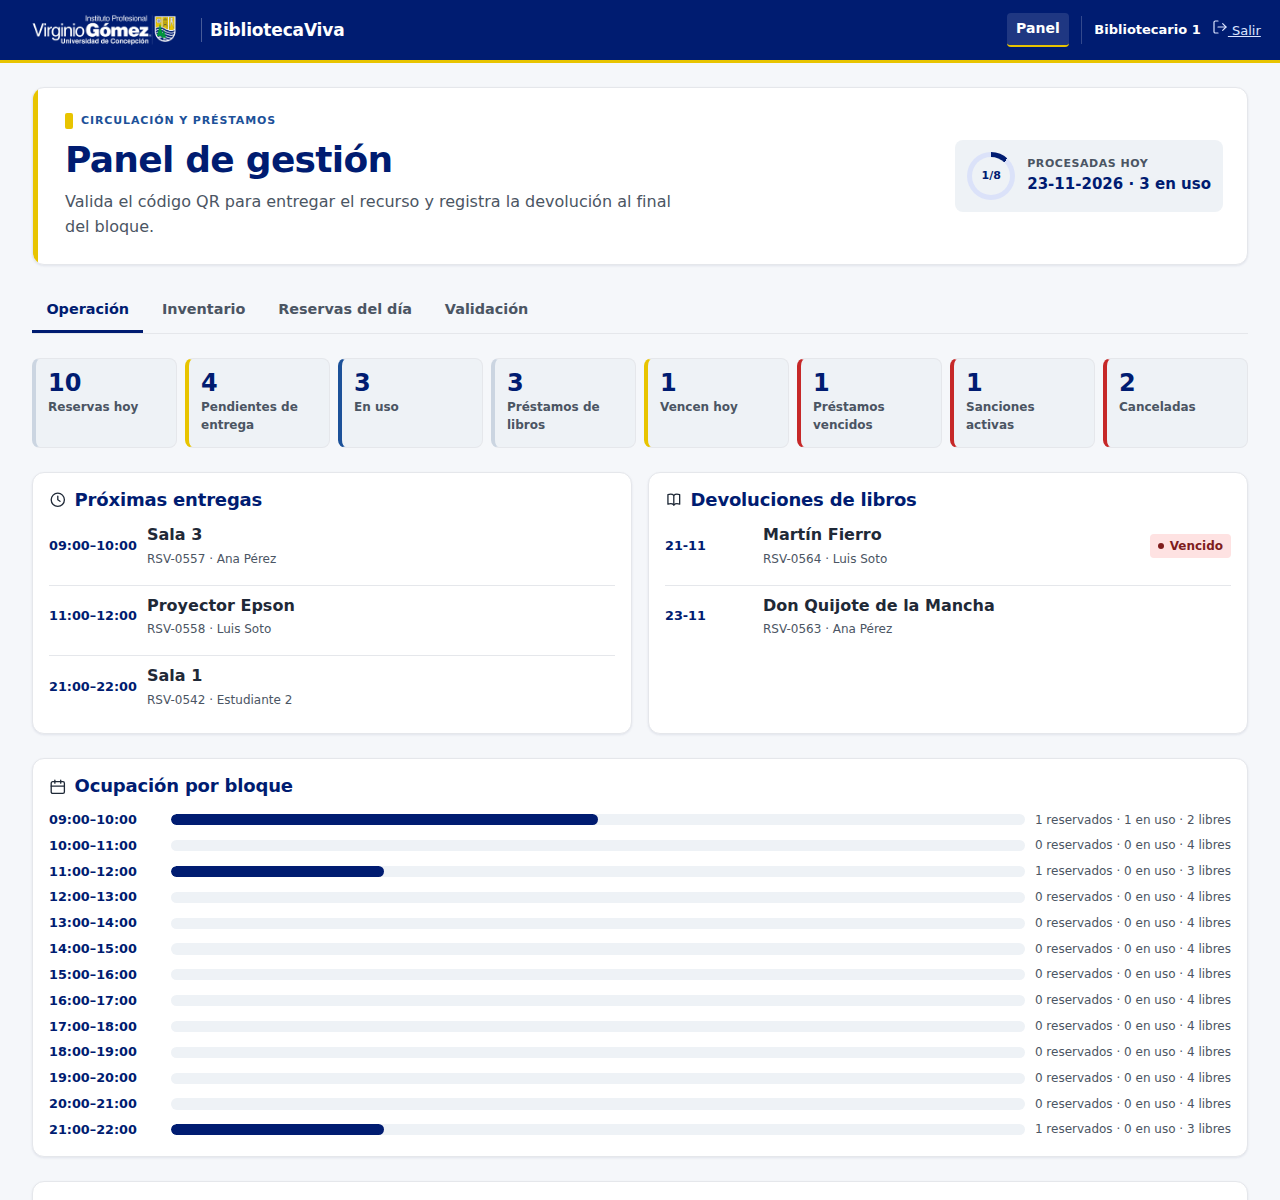 Instituto Profesional
VirginioGómez
Universidad de Concepción
BibliotecaViva
Panel
Bibliotecario 1
Salir
CIRCULACIÓN Y PRÉSTAMOS
Panel de gestión
Valida el código QR para entregar el recurso y registra la devolución al final
del bloque.
1/8
PROCESADAS HOY
23-11-2026 · 3 en uso
Operación
Inventario
Reservas del día
Validación
10
Reservas hoy
4
Pendientes de
entrega
3
En uso
3
Préstamos de
libros
1
Vencen hoy
1
Préstamos
vencidos
1
Sanciones
activas
2
Canceladas
Próximas entregas
09:00–10:00
Sala 3
RSV-0557 · Ana Pérez
11:00–12:00
Proyector Epson
RSV-0558 · Luis Soto
21:00–22:00
Sala 1
RSV-0542 · Estudiante 2
Devoluciones de libros
21-11
Martín Fierro
RSV-0564 · Luis Soto
Vencido
23-11
Don Quijote de la Mancha
RSV-0563 · Ana Pérez
Ocupación por bloque
09:00–10:00 1 reservados · 1 en uso · 2 libres
10:00–11:00 0 reservados · 0 en uso · 4 libres
11:00–12:00 1 reservados · 0 en uso · 3 libres
12:00–13:00 0 reservados · 0 en uso · 4 libres
13:00–14:00 0 reservados · 0 en uso · 4 libres
14:00–15:00 0 reservados · 0 en uso · 4 libres
15:00–16:00 0 reservados · 0 en uso · 4 libres
16:00–17:00 0 reservados · 0 en uso · 4 libres
17:00–18:00 0 reservados · 0 en uso · 4 libres
18:00–19:00 0 reservados · 0 en uso · 4 libres
19:00–20:00 0 reservados · 0 en uso · 4 libres
20:00–21:00 0 reservados · 0 en uso · 4 libres
21:00–22:00 1 reservados · 0 en uso · 3 libres